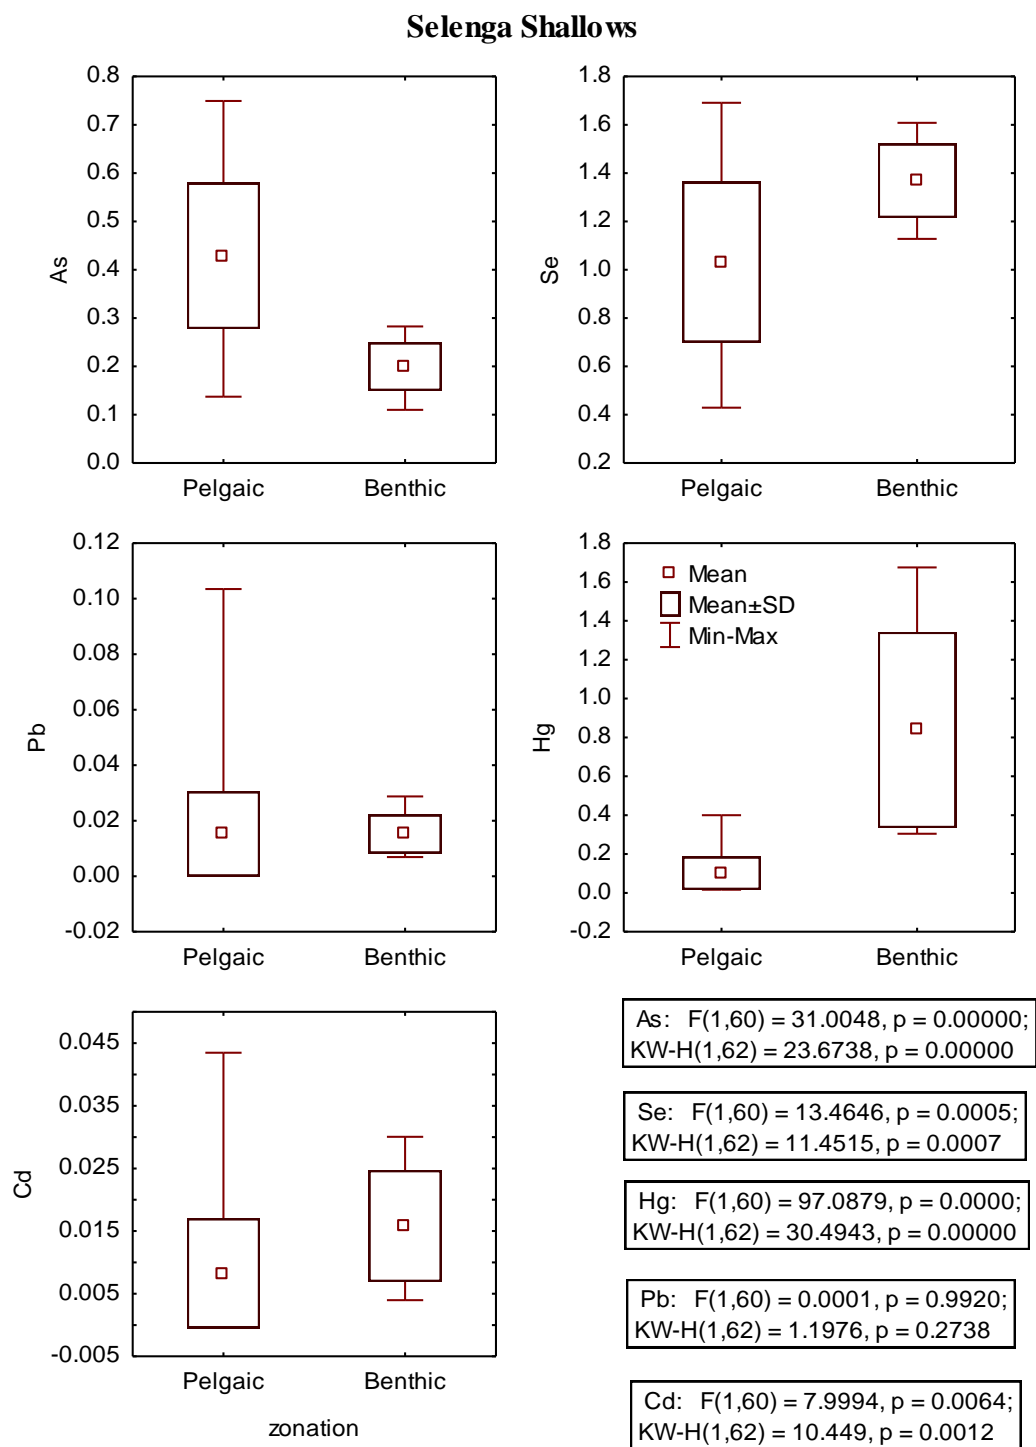 Selenga Shallows
0.8
0.7
0.6
0.5
0.4
0.3
0.2
0.1
0.0
As
Pelgaic Benthic
1.8
1.6
1.4
1.2
1.0
0.8
0.6
0.4
0.2
Se
Pelgaic Benthic
0.12
0.10
0.08
0.06
0.04
0.02
0.00
-0.02
Pb
Pelgaic Benthic
1.8
1.6
1.4
1.2
1.0
0.8
0.6
0.4
0.2
0.0
-0.2
Hg
Mean
Mean±SD
Min-Max
Pelgaic Benthic
0.045
0.035
0.025
0.015
0.005
-0.005
Cd
Pelgaic Benthic
zonation
As: F(1,60) = 31.0048, p = 0.00000;
KW-H(1,62) = 23.6738, p = 0.00000
Se: F(1,60) = 13.4646, p = 0.0005;
KW-H(1,62) = 11.4515, p = 0.0007
Hg: F(1,60) = 97.0879, p = 0.0000;
KW-H(1,62) = 30.4943, p = 0.00000
Pb: F(1,60) = 0.0001, p = 0.9920;
KW-H(1,62) = 1.1976, p = 0.2738
Cd: F(1,60) = 7.9994, p = 0.0064;
KW-H(1,62) = 10.449, p = 0.0012